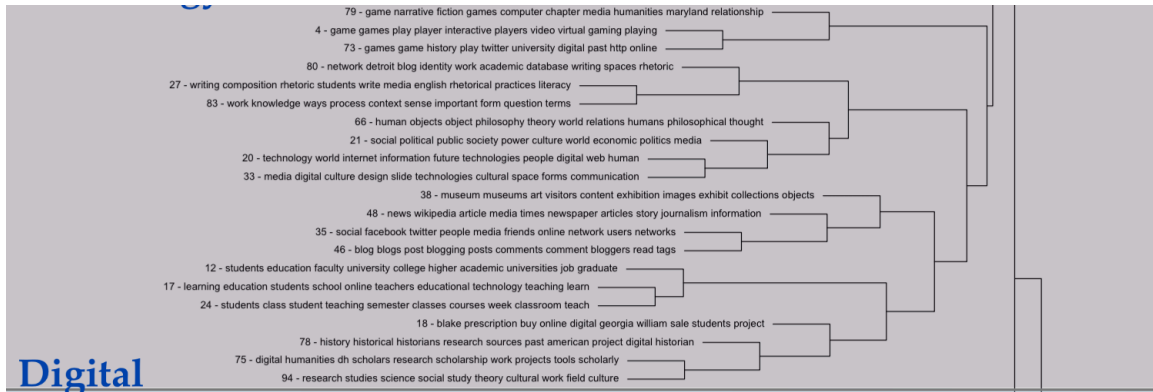 79 - game narrative fiction games computer chapter media humanities maryland relationship
4 - game games play player interactive players video virtual gaming playing
73 - games game history play twitter university digital past http online
80 - network detroit blog identity work academic database writing spaces rhetoric
27 - writing composition rhetoric students write media english rhetorical practices literacy
83 - work knowledge ways process context sense important form question terms
66 - human objects object philosophy theory world relations humans philosophical thought
21 - social political public society power culture world economic politics media
20 - technology world internet information future technologies people digital web human
33 - media digital culture design slide technologies cultural space forms communication
38 - museum museums art visitors content exhibition images exhibit collections objects
48 - news wikipedia article media times newspaper articles story journalism information
35 - social facebook twitter people media friends online network users networks
46 - blog blogs post blogging posts comments comment bloggers read tags
12 - students education faculty university college higher academic universities job graduate
17 - learning education students school online teachers educational technology teaching learn
24 - students class student teaching semester classes courses week classroom teach
18 - blake prescription buy online digital georgia william sale students project
78 - history historical historians research sources past american project digital historian
75 - digital humanities dh scholars research scholarship work projects tools scholarly
94 - research studies science social study theory cultural work field culture
Digital